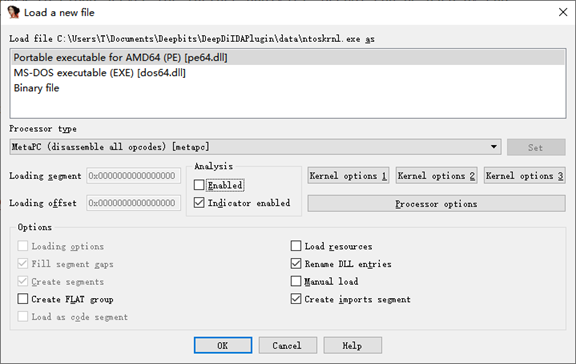 Load a new file
Load file C:\Users\T\Documents\Deepbits\DeepDiIDAPlugin\data\ntoskrnl.exe as
Portable executable for AMD64 (PE) [pe64.dll]
MS-DOS executable (EXE) [dos64.dll]
Binary file
Processor type
MetaPC (disassemble all opcodes) [metapc]
Set
Analysis
Loading segment 0x0000000000000000
Enabled
Kernel options 1
Kernel options 2
Kernel options 3
Loading offset 0x0000000000000000
Indicator enabled
Processor options
Options
Loading options
Load resources
Fill segment gaps
Rename DLL entries
Create segments
Manual load
Create FLAT group
Create imports segment
Load as code segment
OK
Cancel
Help